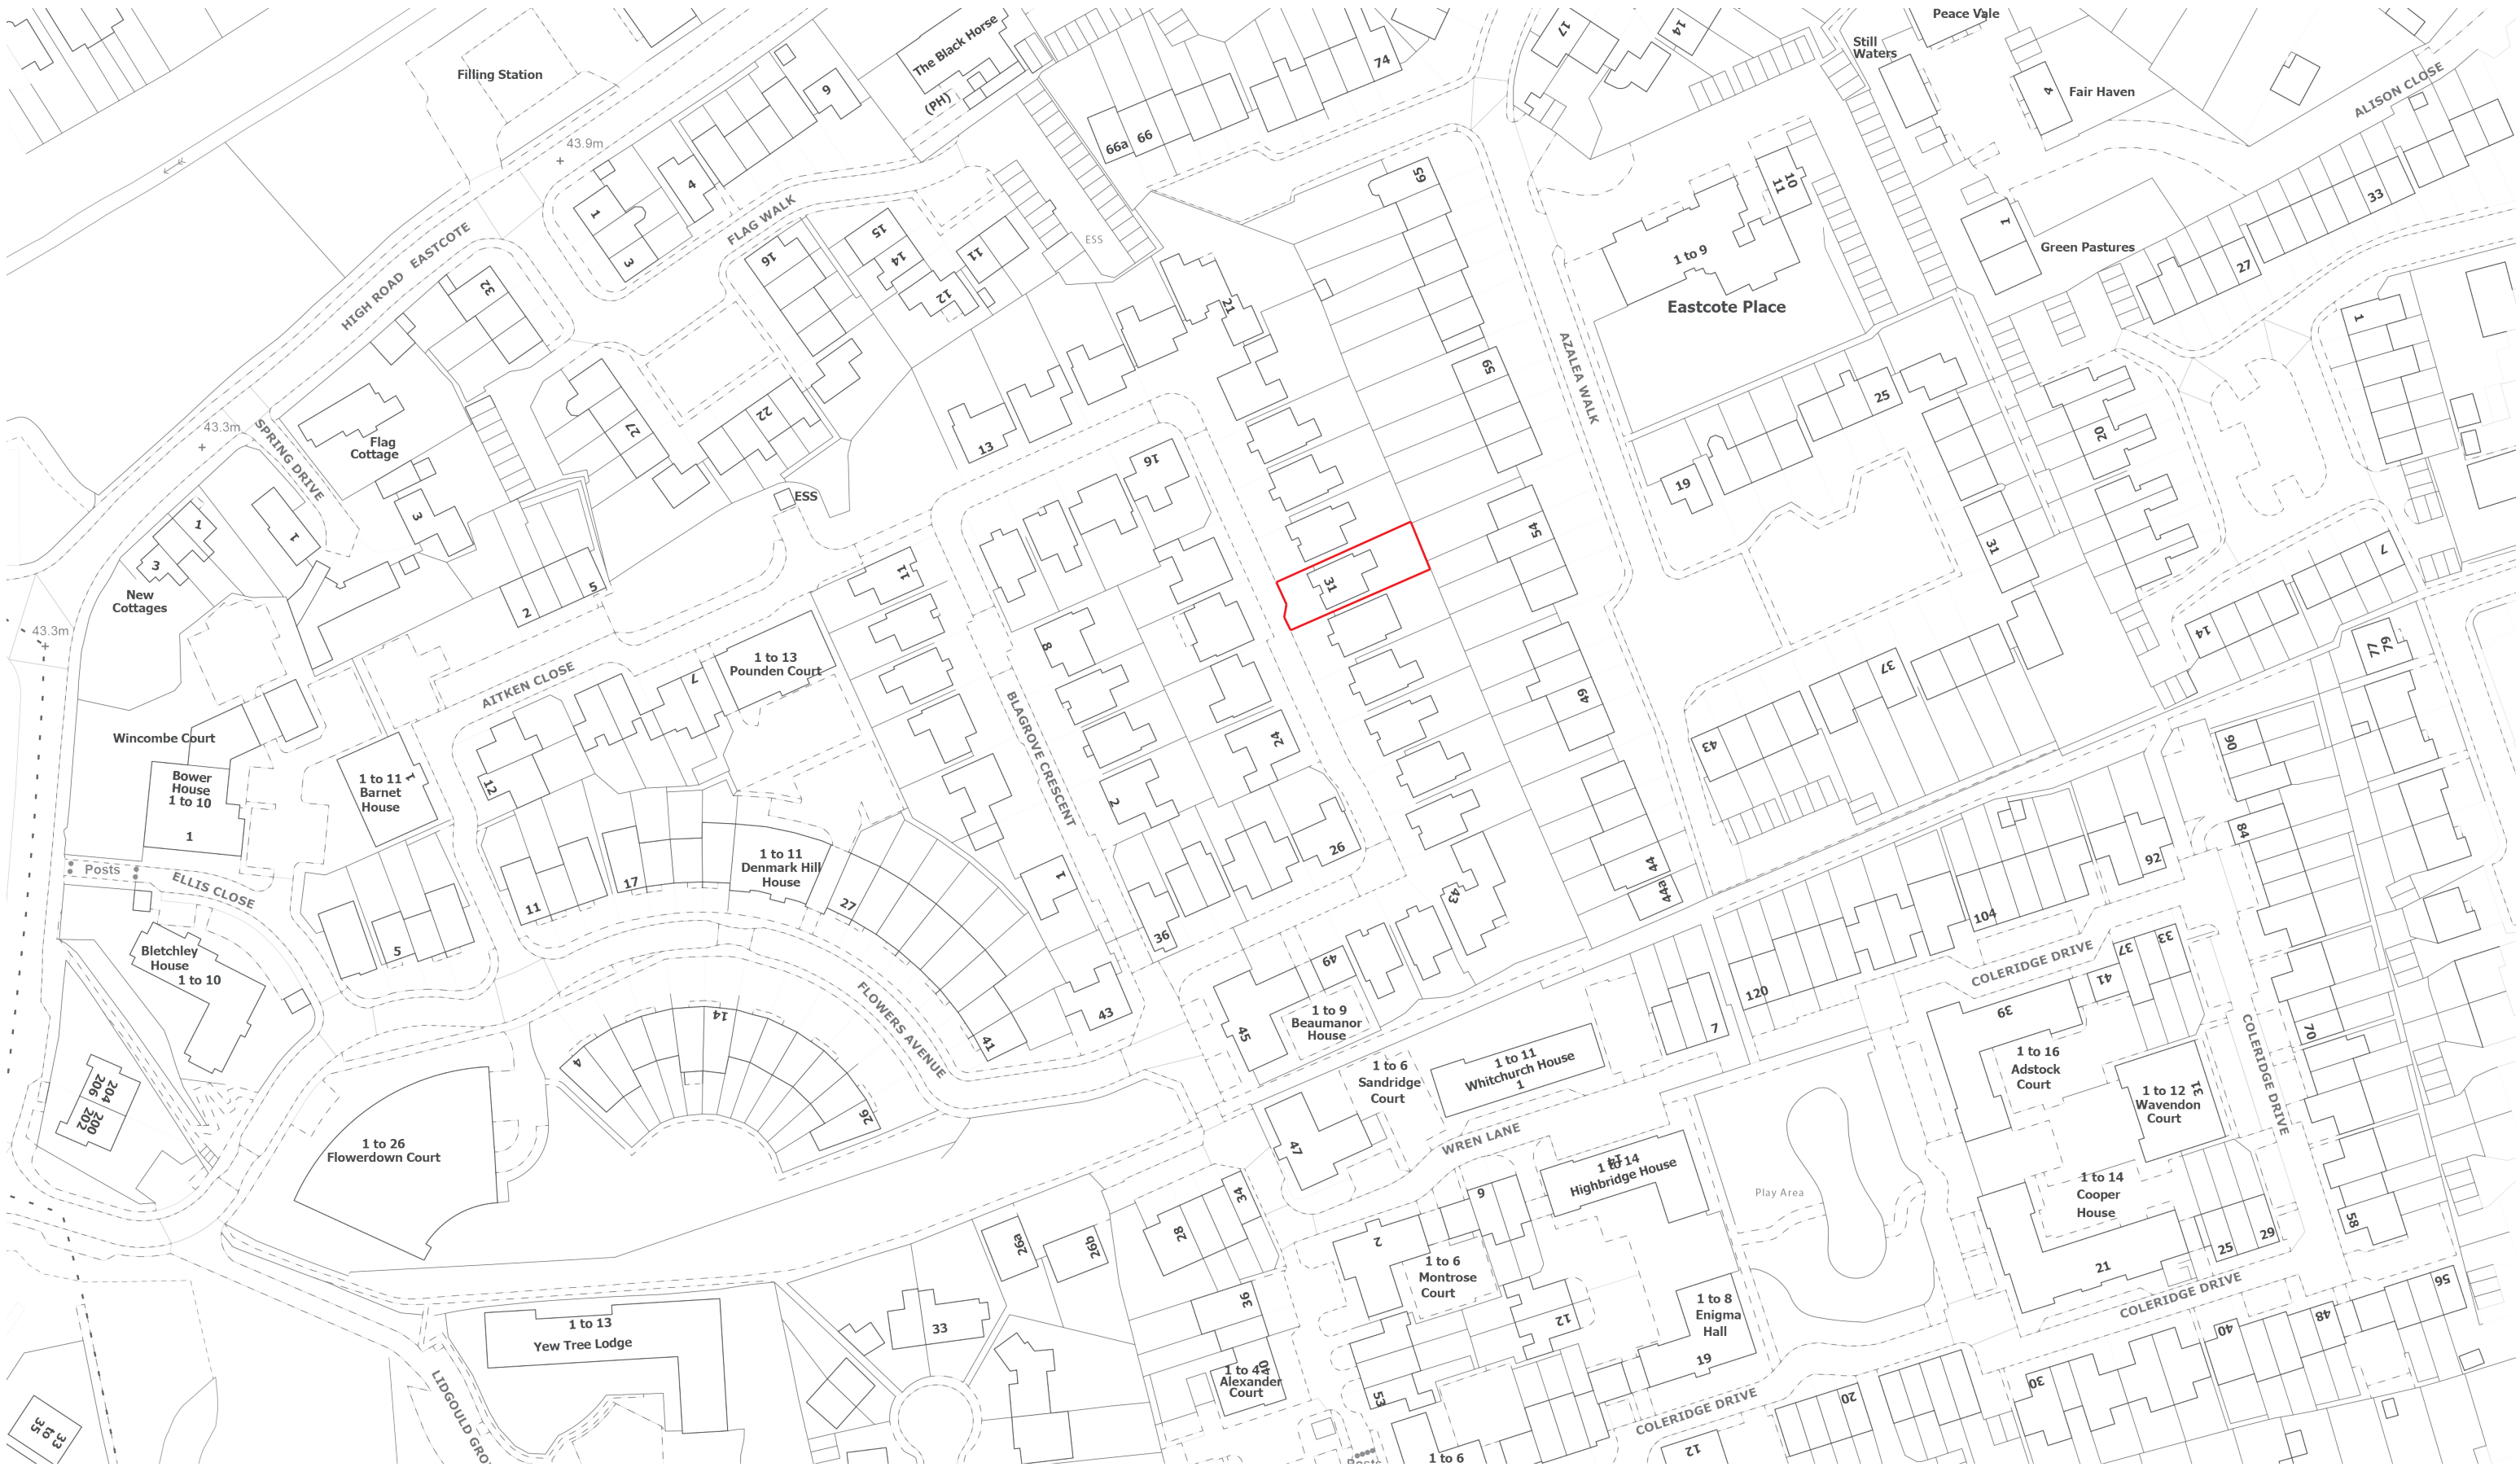 Peace Vale
The Black Horse
(PH)
17
14
Still
Waters
Filling Station
74
4
Fair Haven
ALISON CLOSE
9
43.9m
66a
66
1
4
3
FLAG WALK
65
10
11
33
HIGH ROAD EASTCOTE
15
14
16
11
12
ESS
1 to 9
Eastcote Place
1
Green Pastures
27
32
21
1
AZALEA WALK
59
25
43.3m
SPRING DRIVE
Flag
Cottage
27
22
13
16
19
20
ESS
3
1
1
3
New
Cottages
54
31
7
2
5
11
31
43.3m
8
14
79
77
AITKEN CLOSE
1 to 13
Pounden Court
7
BLAGROVE CRESCENT
49
37
43
Wincombe Court
24
90
Bower
House
1 to 10
1
1 to 11
Barnet
House
1
12
2
84
Posts
ELLIS CLOSE
17
1 to 11
Denmark Hill
House
27
11
1
26
44
44a
92
43
104
36
5
Bletchley
House
1 to 10
49
COLERIDGE DRIVE
37
33
41
120
39
FLOWERS AVENUE
43
41
45
1 to 9
Beaumanor
House
7
COLERIDGE DRIVE
70
14
4
26
1 to 6
Sandridge
Court
1 to 11
Whitchurch House
1
1 to 16
Adstock
Court
1 to 12
Wavendon
Court
31
204
206
200
202
1 to 26
Flowerdown Court
47
WREN LANE
14
1 to 14
Highbridge House
Play Area
1 to 14
Cooper
House
34
28
9
2
26a
26b
1 to 6
Montrose
Court
58
25
29
21
COLERIDGE DRIVE
56
48
40
36
12
1 to 8
Enigma
Hall
19
1 to 13
Yew Tree Lodge
33
1 to 4
Alexander
Court
40
53
LIDGOULD GRO
COLERIDGE DRIVE
20
30
12
33
to
35
Posts
1 to 6